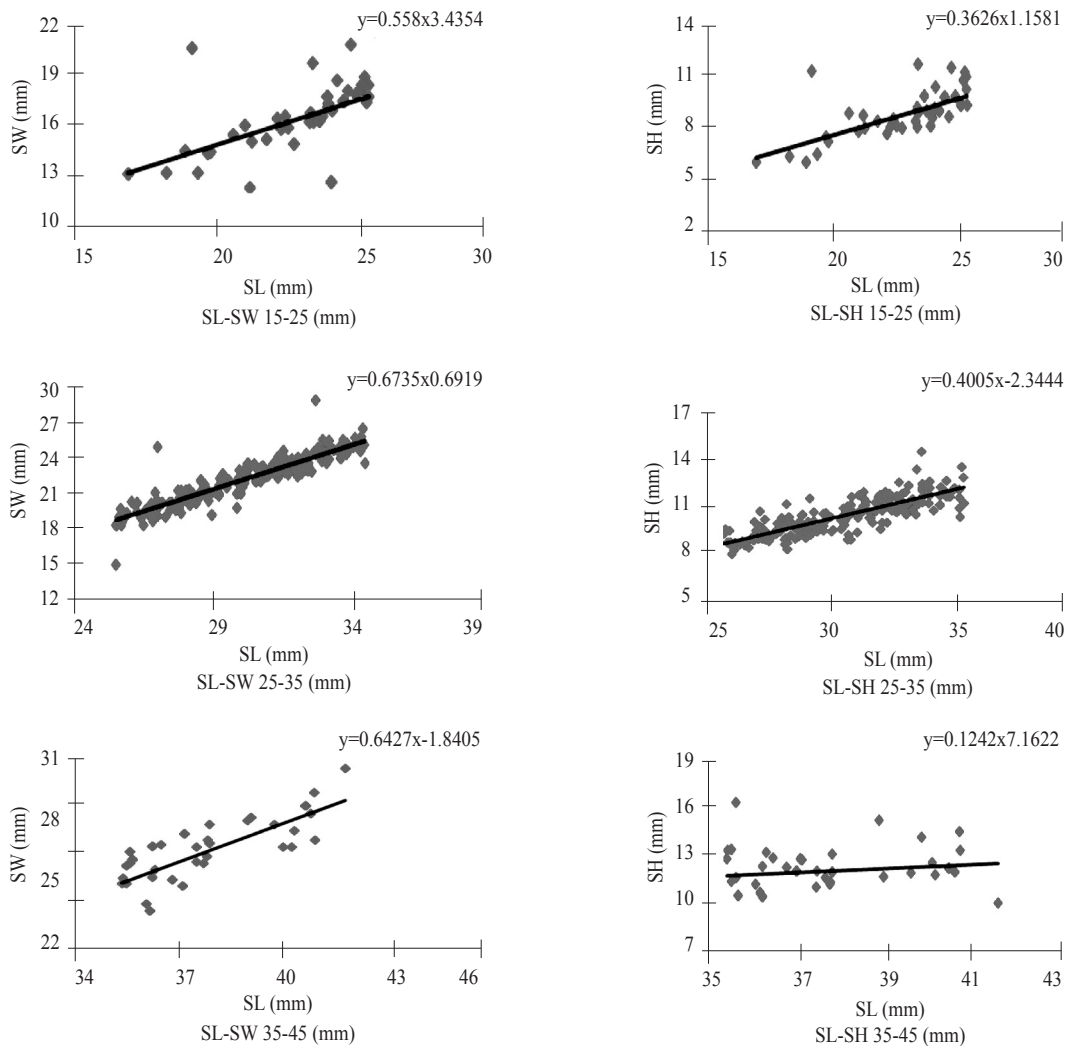 y=0.558x3.4354
22
19
16
13
10
SW (mm)
15
20
25
30
SL (mm)
SL-SW 15-25 (mm)
y=0.3626x1.1581
14
11
8
5
2
SH (mm)
15
20
25
30
SL (mm)
SL-SH 15-25 (mm)
y=0.6735x0.6919
30
27
24
21
18
15
12
SW (mm)
24
29
34
39
SL (mm)
SL-SW 25-35 (mm)
y=0.4005x-2.3444
17
14
11
8
5
SH (mm)
25
30
35
40
SL (mm)
SL-SH 25-35 (mm)
y=0.6427x-1.8405
31
28
25
22
SW (mm)
34
37
40
43
46
SL (mm)
SL-SW 35-45 (mm)
y=0.1242x7.1622
19
16
13
10
7
SH (mm)
35
37
39
41
43
SL (mm)
SL-SH 35-45 (mm)